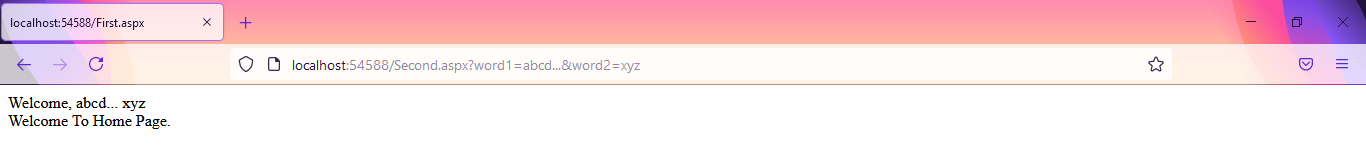 localhost:54588/First.aspx
localhost:54588/Second.aspx?word1=abcd...&word2=xyz
Welcome, abcd... xyz
Welcome To Home Page.